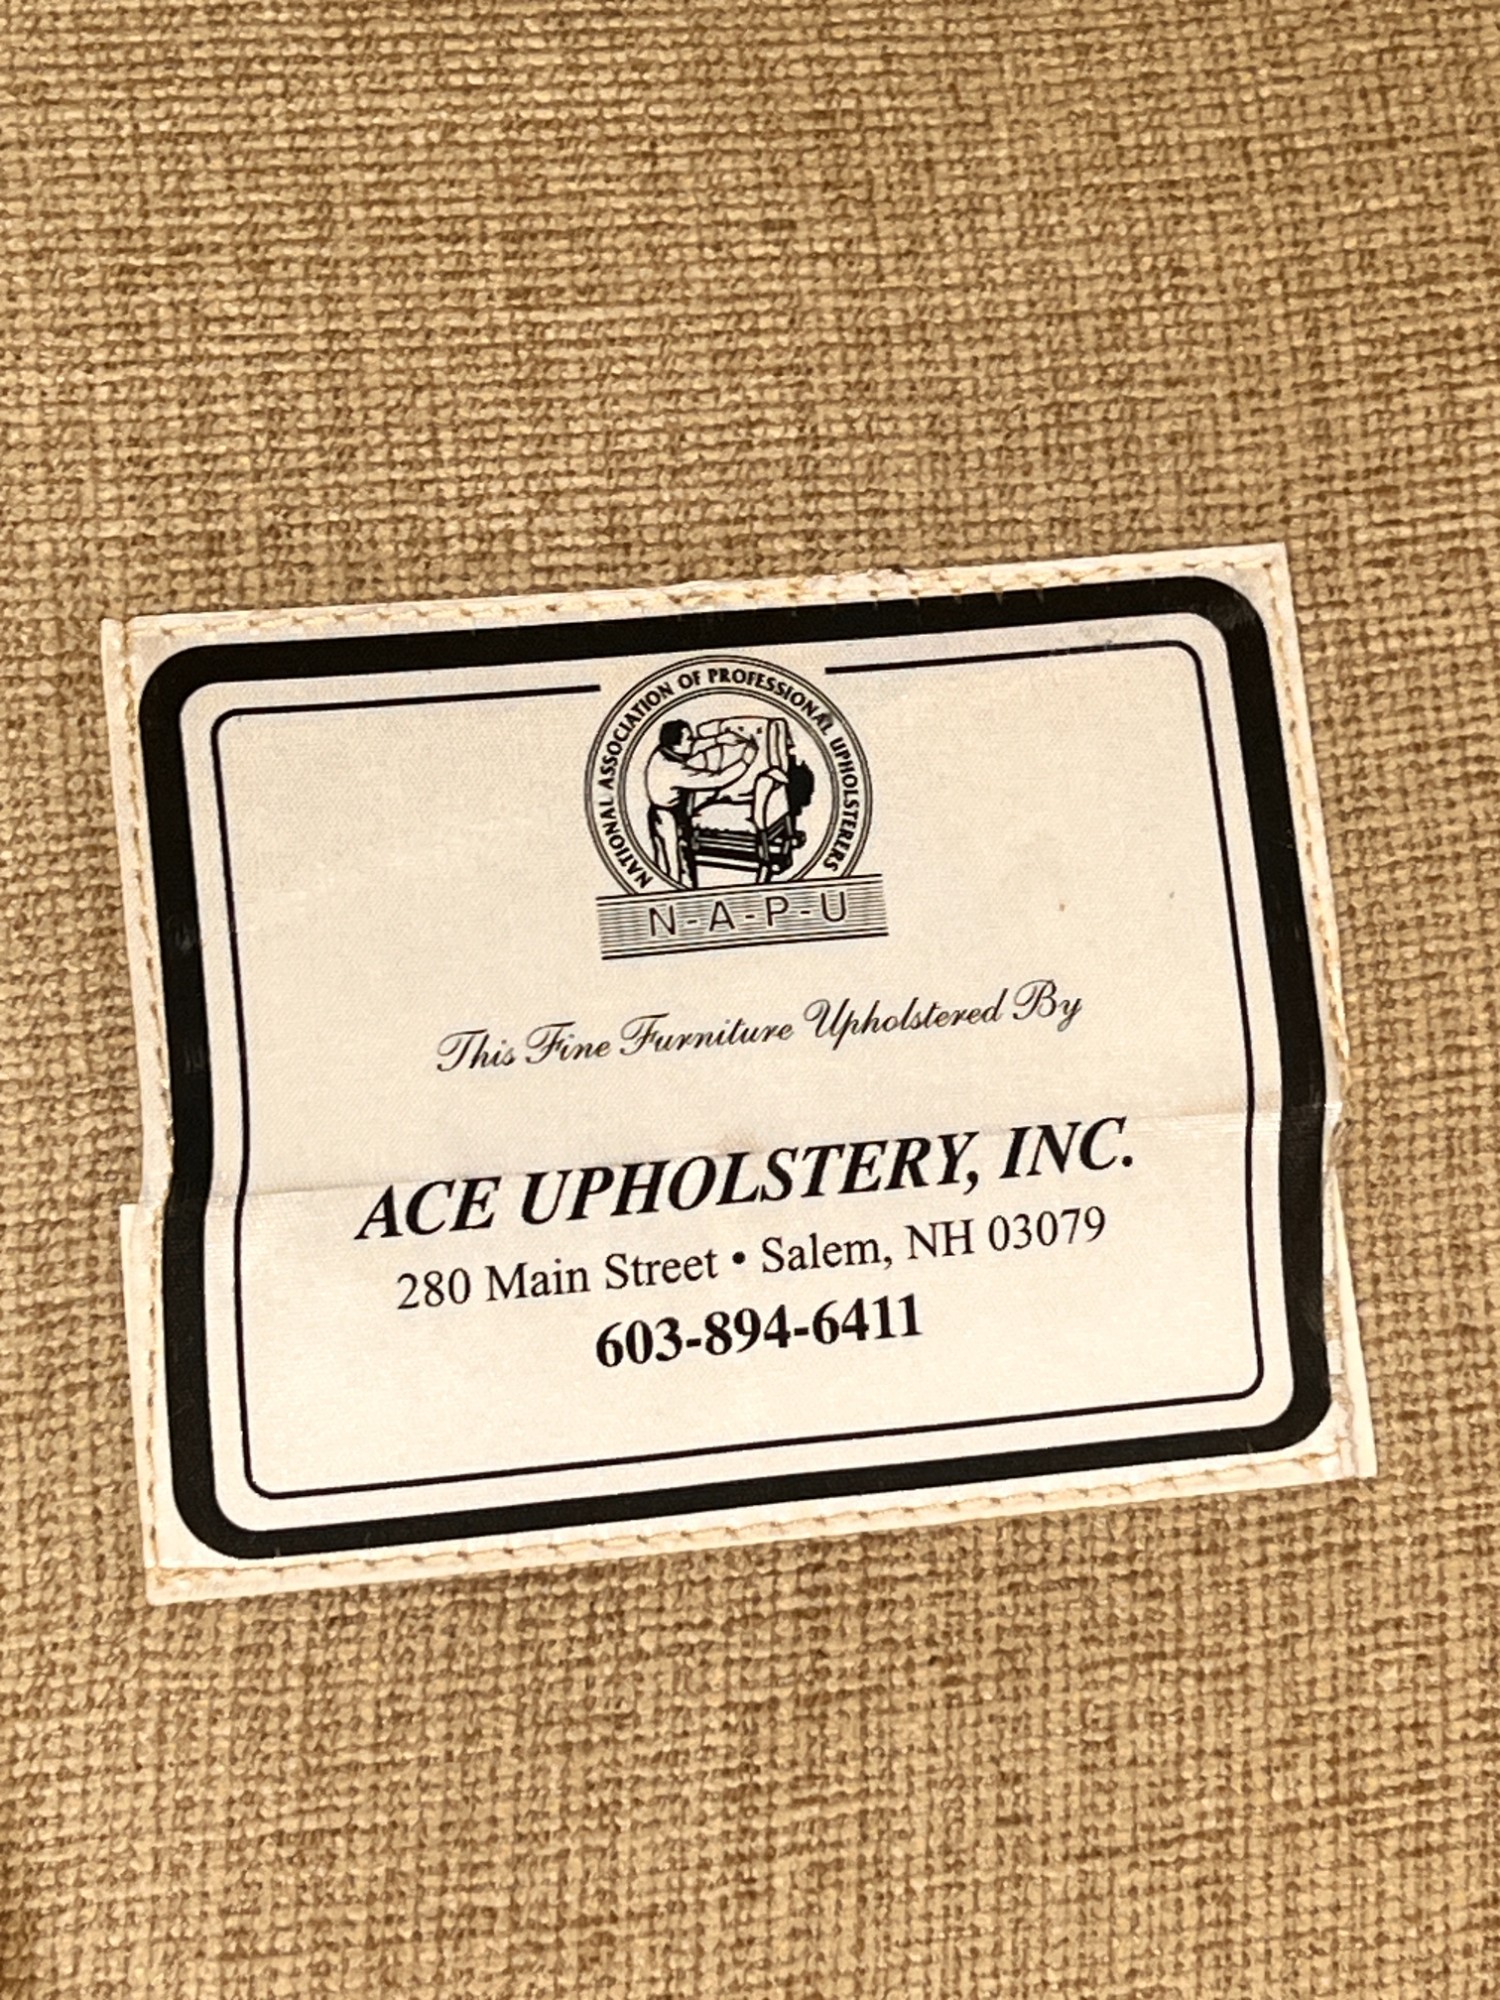 NATIONAL ASSOCIATION OF PROFESSIONAL UPHOLSTERERS
N-A-P-U
This Fine Furniture Upholstered By
ACE UPHOLSTERY, INC.
280 Main Street • Salem, NH 03079
603-894-6411